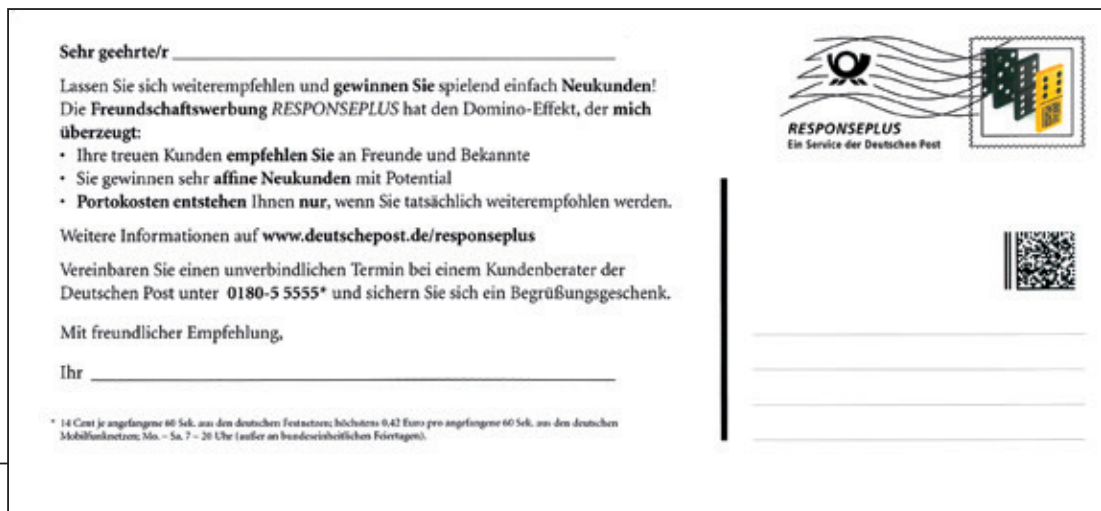 Sehr geehrte/r
Lassen Sie sich weiterempfehlen und gewinnen Sie spielend einfach Neukunden!
Die Freundschaftswerbung RESPONSEPLUS hat den Domino-Effekt, der mich
überzeugt:
• Ihre treuen Kunden empfehlen Sie an Freunde und Bekannte
• Sie gewinnen sehr affine Neukunden mit Potential
• Portokosten entstehen Ihnen nur, wenn Sie tatsächlich weiterempfohlen werden.
Weitere Informationen auf www.deutschepost.de/responseplus
Vereinbaren Sie einen unverbindlichen Termin bei einem Kundenberater der
Deutschen Post unter 0180-5 5555* und sichern Sie sich ein Begrüßungsgeschenk.
Mit freundlicher Empfehlung,
Ihr
* 14 Cent je angefangene 60 Sek. aus den deutschen Festnetzen; höchstens 0,42 Euro pro angefangene 60 Sek. aus den deutschen
Mobilfunknetzen; Mo. – Sa. 7 – 20 Uhr (außer an bundeseinheitlichen Feiertagen).
RESPONSEPLUS
Ein Service der Deutschen Post